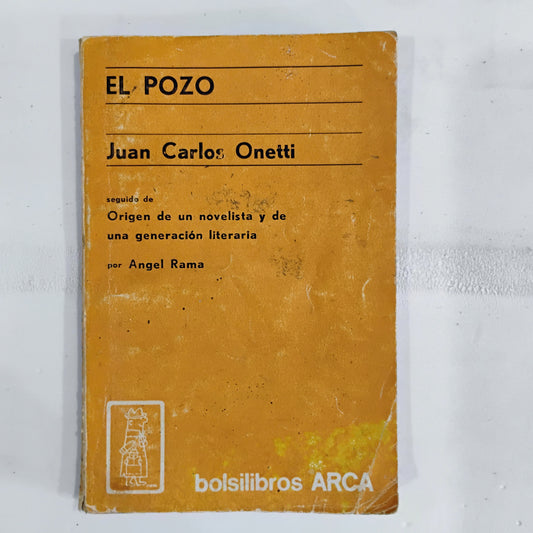 EL POZO
Juan Carlos Onetti
seguido de
Origen de un novelista y de
una generación literaria
por Angel Rama
bolsilibros ARCA